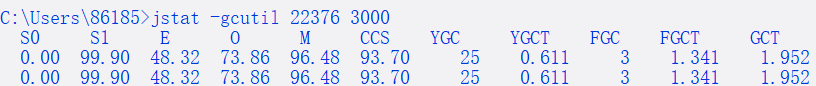 C:\Users\86185>jstat -gcutil 22376 3000
S0 S1 E O M CCS YGC YGCT FGC FGCT GCT
0.00 99.90 48.32 73.86 96.48 93.70 25 0.611 3 1.341 1.952
0.00 99.90 48.32 73.86 96.48 93.70 25 0.611 3 1.341 1.952